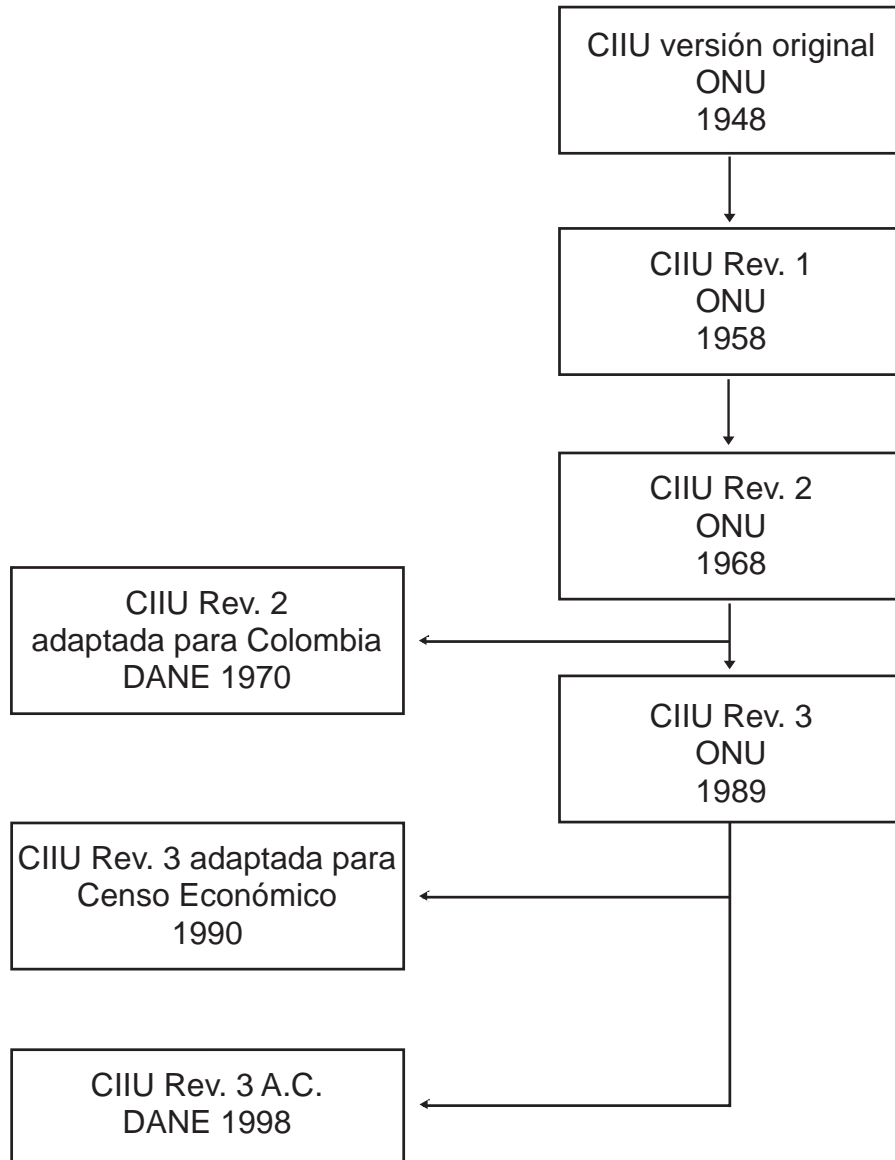 CIIU versión original
ONU
1948
CIIU Rev. 1
ONU
1958
CIIU Rev. 2
ONU
1968
CIIU Rev. 2
adaptada para Colombia
DANE 1970
CIIU Rev. 3
ONU
1989
CIIU Rev. 3 adaptada para
Censo Económico
1990
CIIU Rev. 3 A.C.
DANE 1998